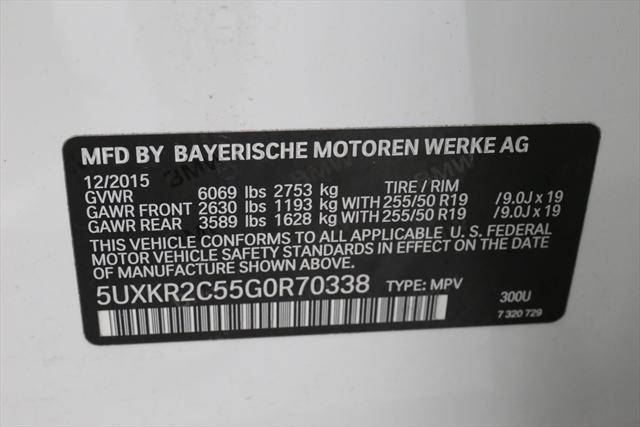 MFD BY BAYERISCHE MOTOREN WERKE AG
12/2015
GVWR 6069 lbs 2753 kg TIRE / RIM
GAWR FRONT 2630 lbs 1193 kg WITH 255/50 R19 /9.0J x 19
GAWR REAR 3589 lbs 1628 kg WITH 255/50 R19 /9.0J x 19
THIS VEHICLE CONFORMS TO ALL APPLICABLE U. S. FEDERAL
MOTOR VEHICLE SAFETY STANDARDS IN EFFECT ON THE
DATE OF MANUFACTURE SHOWN ABOVE.
5UXKR2C55G0R70338 TYPE: MPV
300U
7 320 729
BMW
BMW